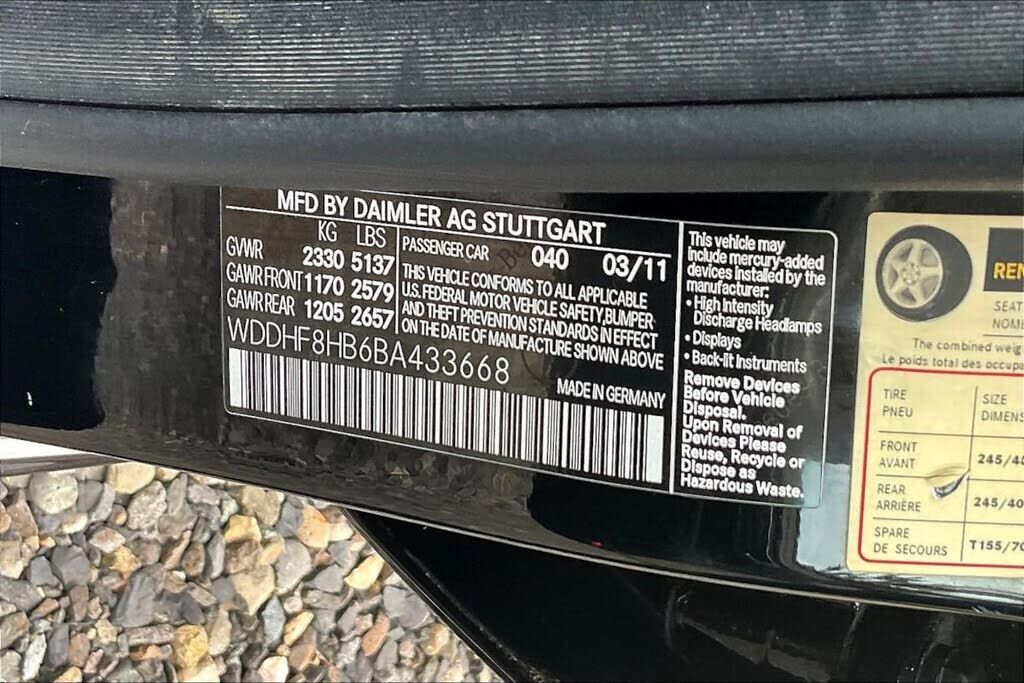 MFD BY DAIMLER AG STUTTGART
KG LBS
GVWR 2330 5137
GAWR FRONT 1170 2579
GAWR REAR 1205 2657
PASSENGER CAR 040 03/11
THIS VEHICLE CONFORMS TO ALL APPLICABLE
U.S. FEDERAL MOTOR VEHICLE SAFETY,BUMPER
AND THEFT PREVENTION STANDARDS IN EFFECT
ON THE DATE OF MANUFACTURE SHOWN ABOVE
WDDHF8HB6BA433668
MADE IN GERMANY
This vehicle may
include mercury-added
devices installed by the
manufacturer:
• High Intensity
Discharge Headlamps
• Displays
• Back-lit Instruments
Remove Devices
Before Vehicle
Disposal.
Upon Removal of
Devices Please
Reuse, Recycle or
Dispose as
Hazardous Waste.
The combined
Le poids total des
TIRE
PNEU
SIZE
FRONT
AVANT
REAR
ARRIÈRE
245/40
SPARE
DE SECOURS